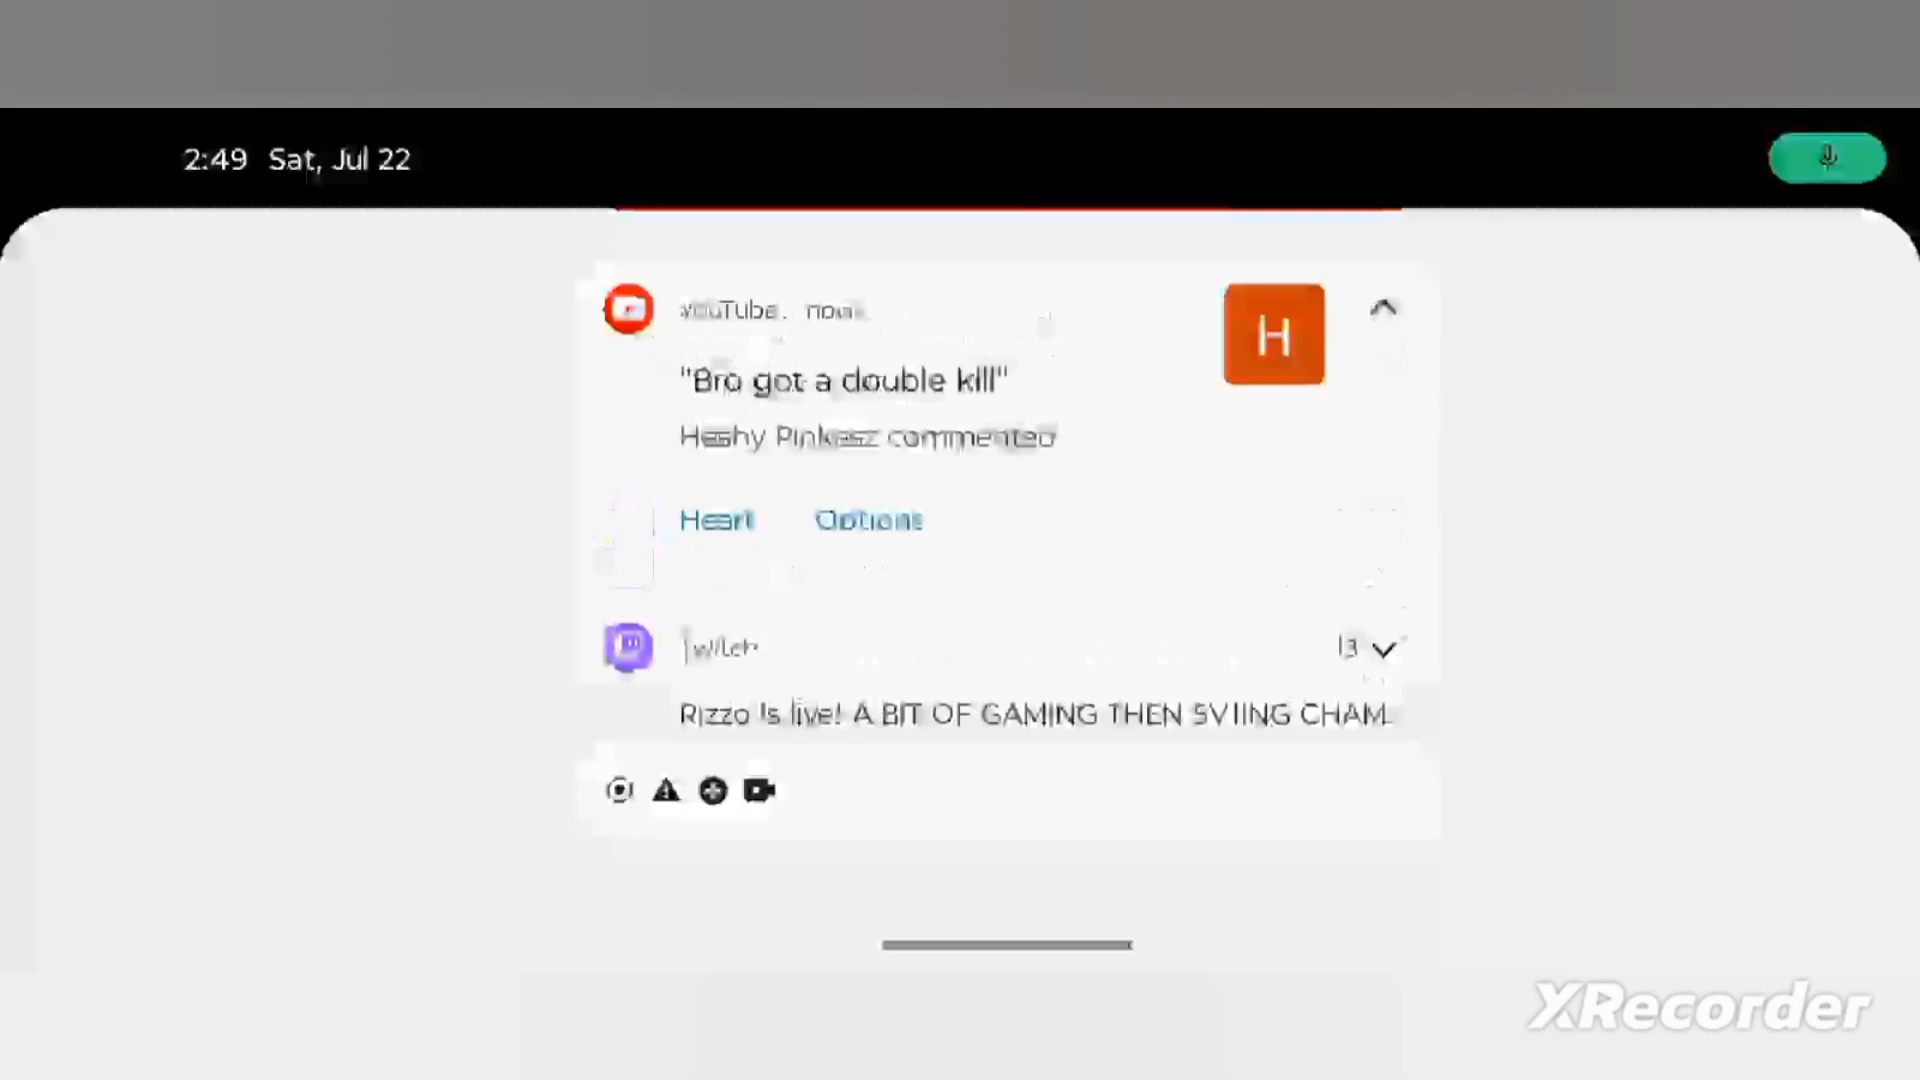 2:49 Sat, Jul 22
YouTube. now
H
"Bro got a double kill"
Heshy Pinkasz commented
Heart Options
Twitch
13
Rizzo is live! A BIT OF GAMING THEN CHAM
XRecorder